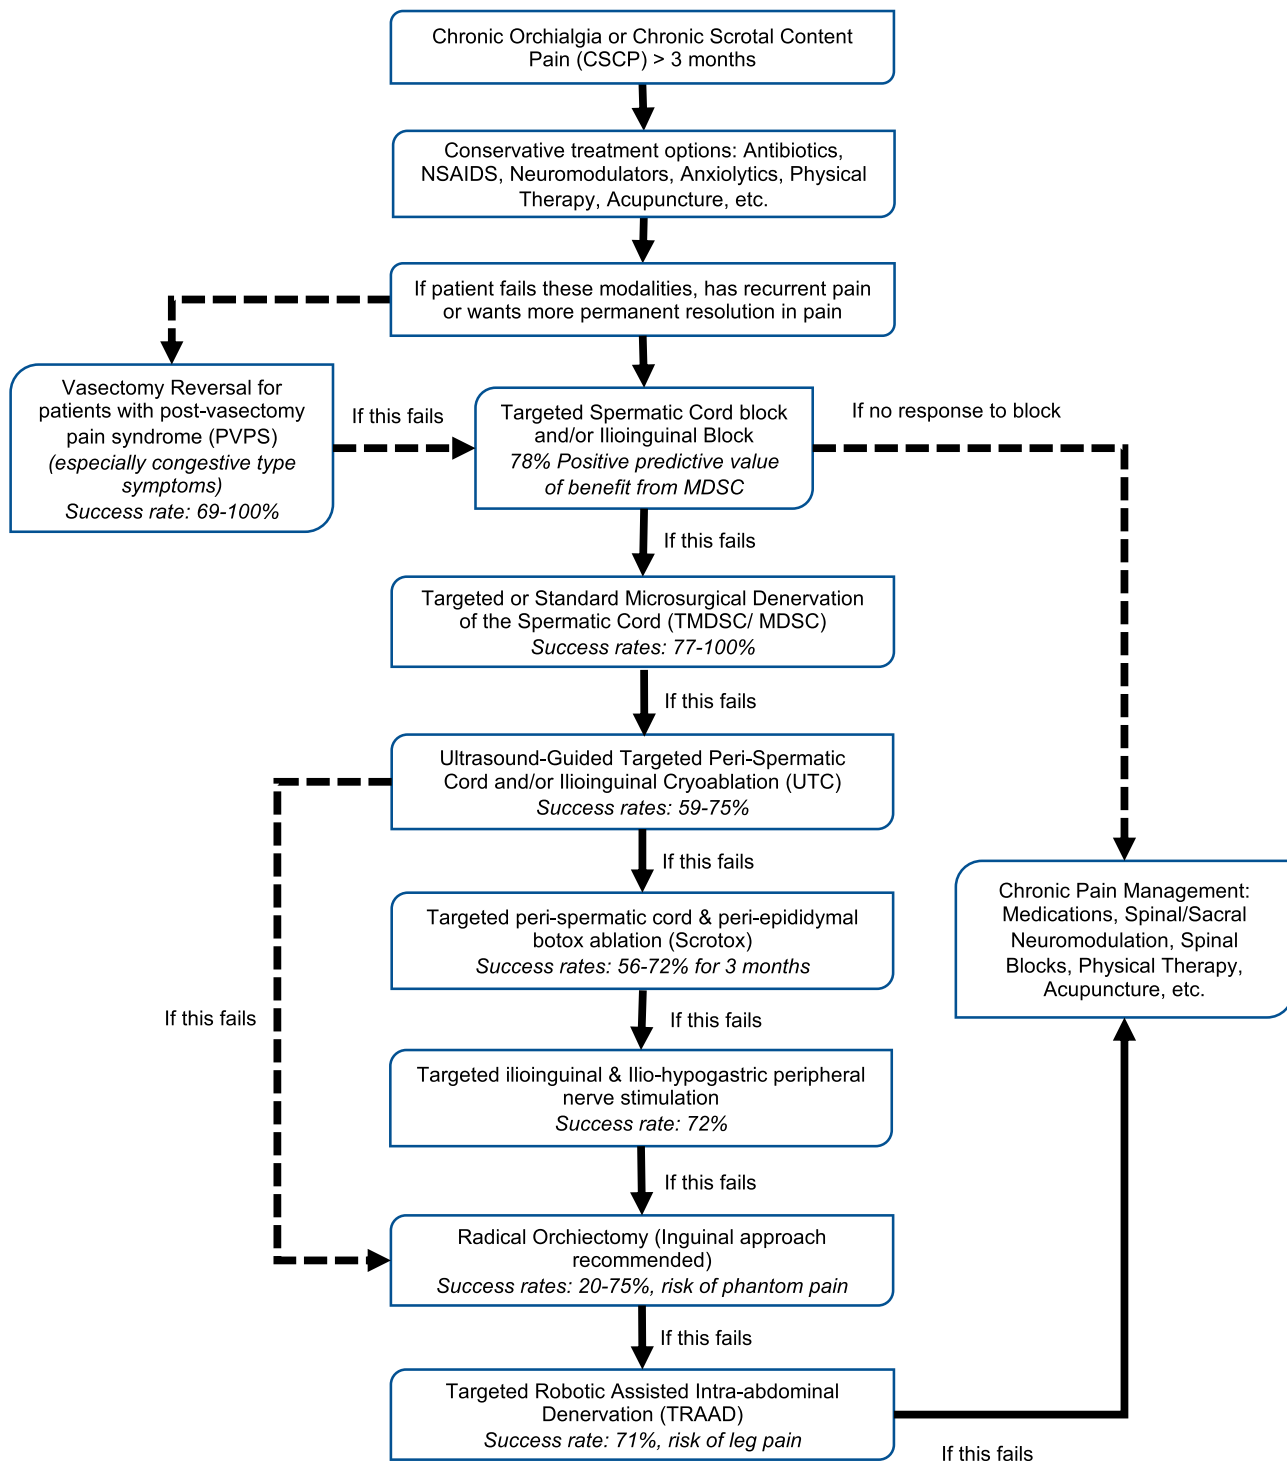 Chronic Orchialgia or Chronic Scrotal Content
Pain (CSCP) > 3 months
Conservative treatment options: Antibiotics,
NSAIDS, Neuromodulators, Anxiolytics, Physical
Therapy, Acupuncture, etc.
If patient fails these modalities, has recurrent pain
or wants more permanent resolution in pain
Vasectomy Reversal for
patients with post-vasectomy
pain syndrome (PVPS)
(especially congestive type
symptoms)
Success rate: 69-100%
If this fails
Targeted Spermatic Cord block
and/or Ilioinguinal Block
78% Positive predictive value
of benefit from MDSC
If no response to block
If this fails
Targeted or Standard Microsurgical Denervation
of the Spermatic Cord (TMDSC/ MDSC)
Success rates: 77-100%
If this fails
Ultrasound-Guided Targeted Peri-Spermatic
Cord and/or Ilioinguinal Cryoablation (UTC)
Success rates: 59-75%
If this fails
Targeted peri-spermatic cord & peri-epididymal
botox ablation (Scrotox)
Success rates: 56-72% for 3 months
Chronic Pain Management:
Medications, Spinal/Sacral
Neuromodulation, Spinal
Blocks, Physical Therapy,
Acupuncture, etc.
If this fails
If this fails
Targeted ilioinguinal & Ilio-hypogastric peripheral
nerve stimulation
Success rate: 72%
If this fails
Radical Orchiectomy (Inguinal approach
recommended)
Success rates: 20-75%, risk of phantom pain
If this fails
Targeted Robotic Assisted Intra-abdominal
Denervation (TRAAD)
Success rate: 71%, risk of leg pain
If this fails